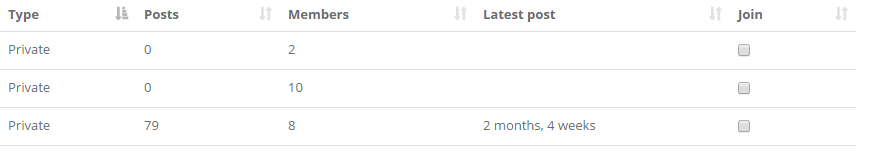 Type Posts Members Latest post Join
Private 0 2
Private 0 10
Private 79 8 2 months, 4 weeks